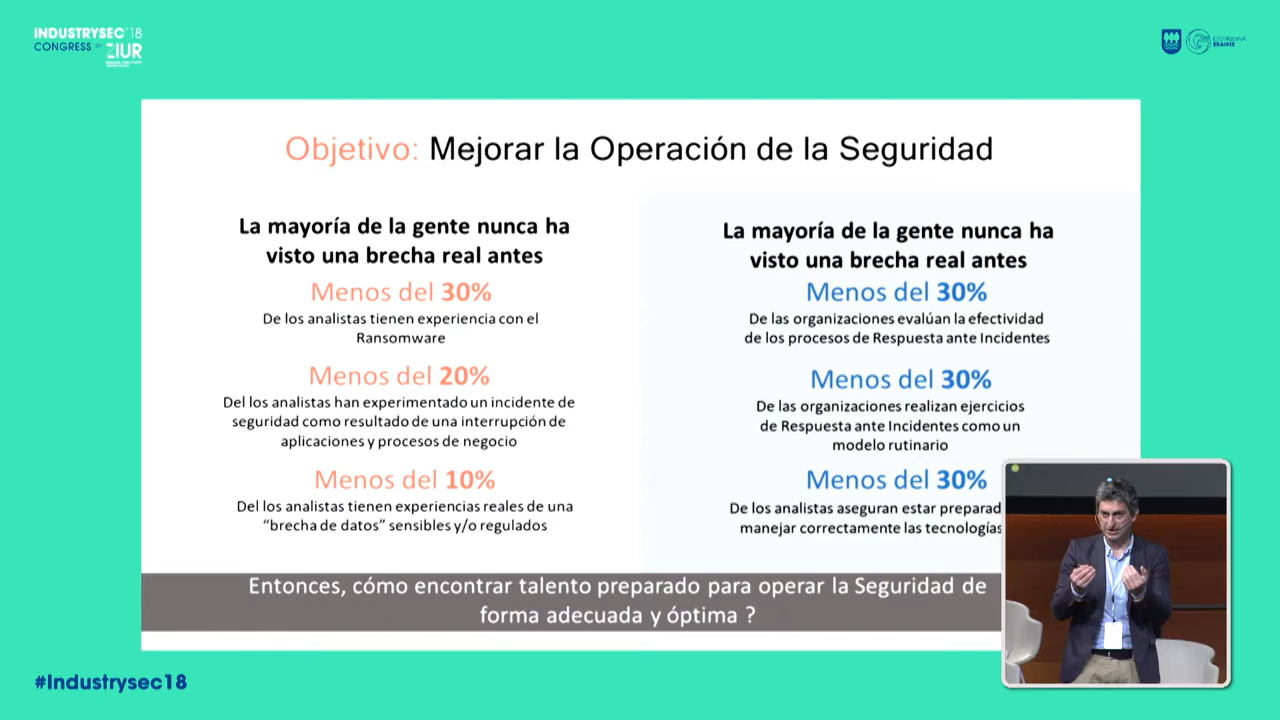 INDUSTRYSEC'18
CONGRESS BY ZIUR
Objetivo: Mejorar la Operación de la Seguridad
La mayoría de la gente nunca ha
visto una brecha real antes
Menos del 30%
De los analistas tienen experiencia con el
Ransomware
Menos del 20%
Del los analistas han experimentado un incidente de
seguridad como resultado de una interrupción de
aplicaciones y procesos de negocio
Menos del 10%
Del los analistas tienen experiencias reales de una
“brecha de datos” sensibles y/o regulados
La mayoría de la gente nunca ha
visto una brecha real antes
Menos del 30%
De las organizaciones evalúan la efectividad
de los procesos de Respuesta ante Incidentes
Menos del 30%
De las organizaciones realizan ejercicios
de Respuesta ante Incidentes como un
modelo rutinario
Menos del 30%
De los analistas aseguran estar preparad
manejar correctamente las tecnologías
Entonces, cómo encontrar talento preparado para operar la Seguridad de
forma adecuada y óptima ?
#Industrysec18